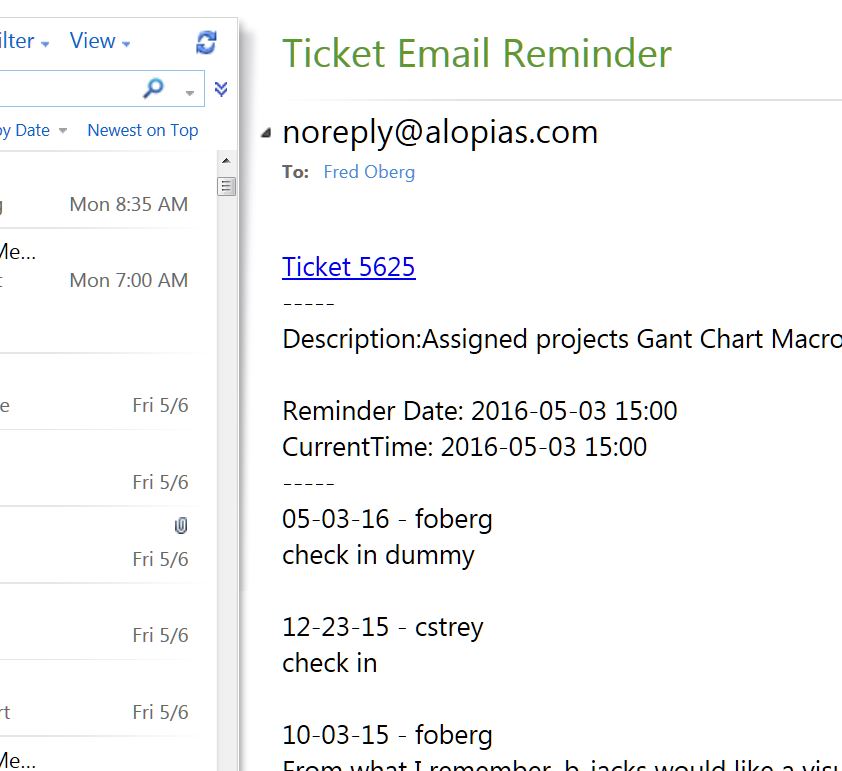 View
by Date Newest on Top
Mon 8:35 AM
Me...
Mon 7:00 AM
Fri 5/6
Fri 5/6
Fri 5/6
Fri 5/6
Fri 5/6
Me...
Ticket Email Reminder
noreply@alopias.com
To: Fred Oberg
Ticket 5625
-----
Description:Assigned projects Gant Chart Macro
Reminder Date: 2016-05-03 15:00
CurrentTime: 2016-05-03 15:00
-----
05-03-16 - foberg
check in dummy
12-23-15 - cstrey
check in
10-03-15 - foberg
From what I remember, b-jacks would like a visu